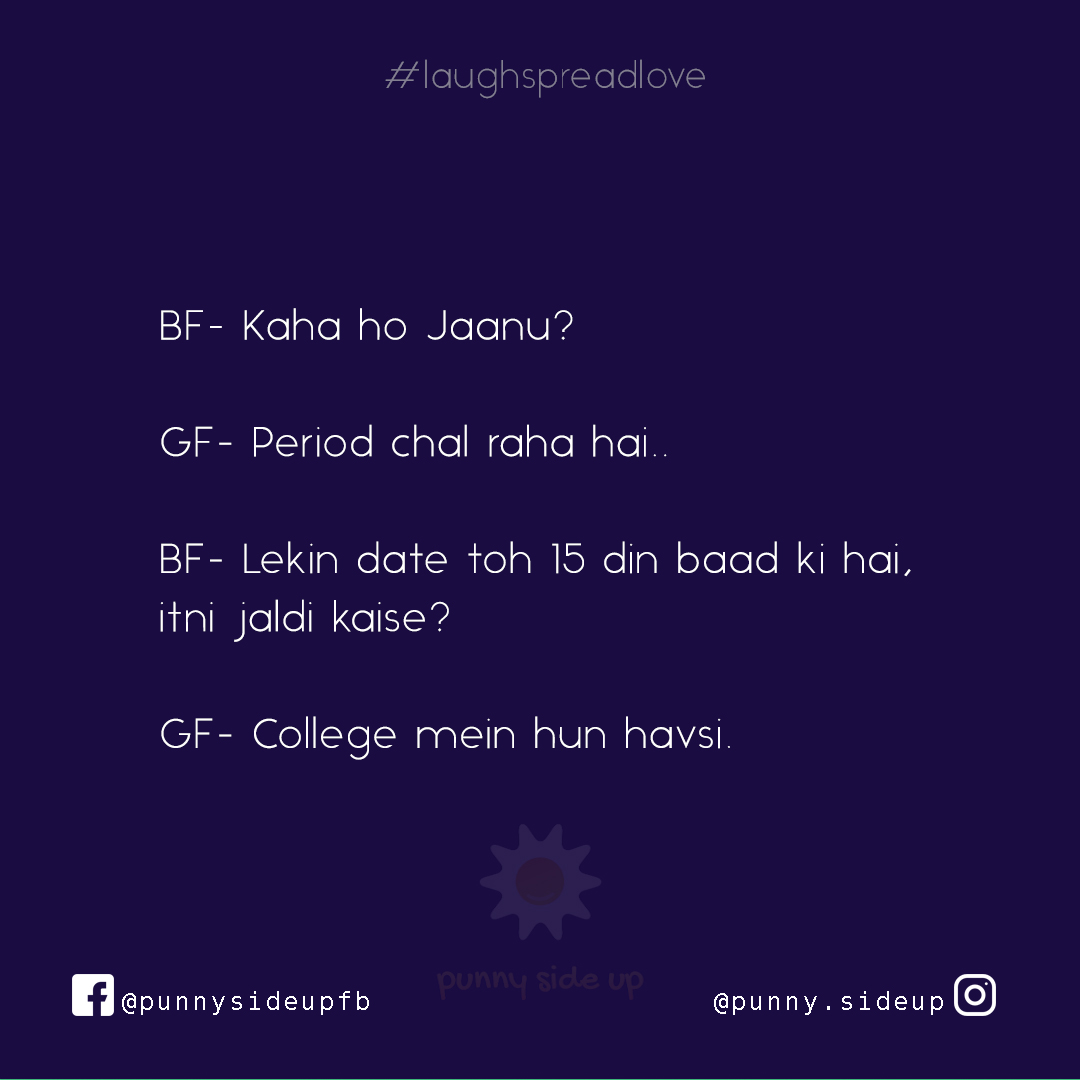 #laughspreadlove
BF- Kaha ho Jaanu?
GF- Period chal raha hai..
BF- Lekin date toh 15 din baad ki hai,
itni jaldi kaise?
GF- College mein hun havsi.
punny side up
@punnysideupfb
@punny.sideup